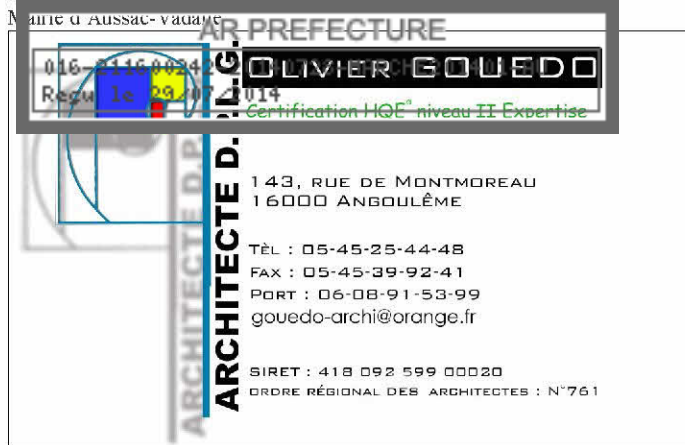 Mairie d'Aussac-Vadalle
AR PREFECTURE
OLIVIER GOUEDO
Reçu le 29/07/2014
Certification HQE® niveau II Expertise
ARCHITECTE D.P.L.G.
143, RUE DE MONTMOREAU
16000 ANGOULÊME
TÈL : 05-45-25-44-48
FAX : 05-45-39-92-41
PORT : 06-08-91-53-99
gouedo-archi@orange.fr
SIRET : 418 092 599 00020
ORDRE RÉGIONAL DES ARCHITECTES : N°761